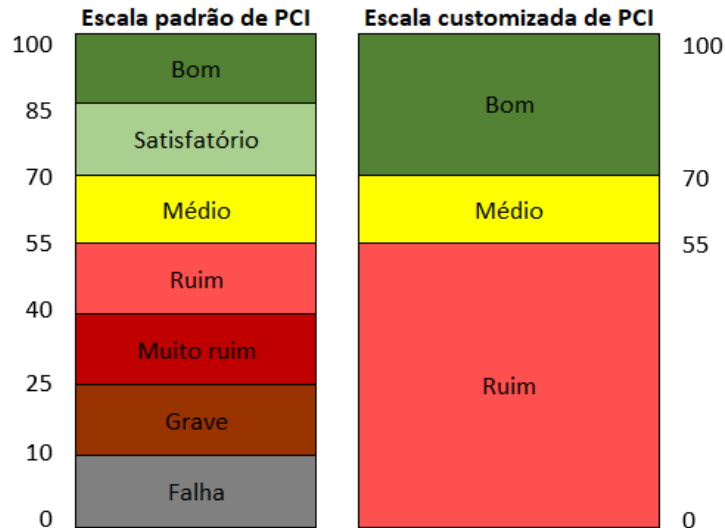 Escala padrão de PCI
100
Bom
85
Satisfatório
70
Médio
55
Ruim
40
Muito ruim
25
Grave
10
Falha
0
Escala customizada de PCI
100
Bom
70
Médio
55
Ruim
0